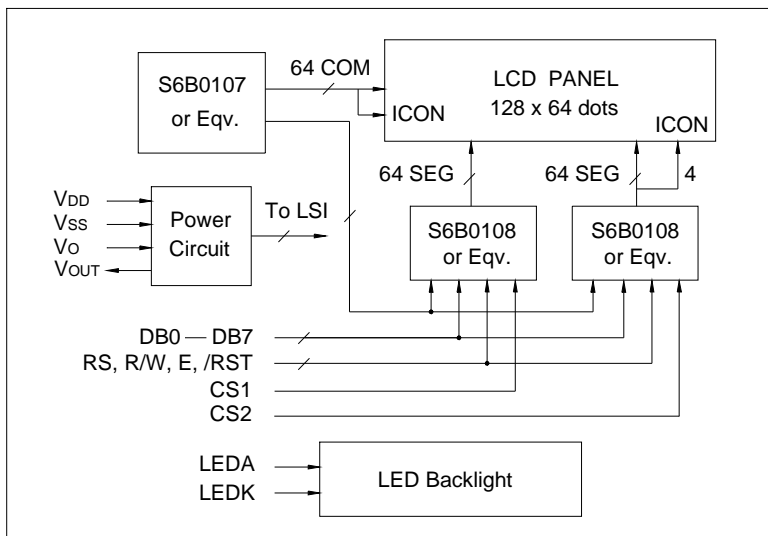 S6B0107
or Eqv.
64 COM
LCD PANEL
128 x 64 dots
ICON
ICON
64 SEG
64 SEG
4
VDD
VSS
VO
VOUT
Power
Circuit
To LSI
S6B0108
or Eqv.
S6B0108
or Eqv.
DB0 — DB7
RS, R/W, E, /RST
CS1
CS2
LEDA
LEDK
LED Backlight